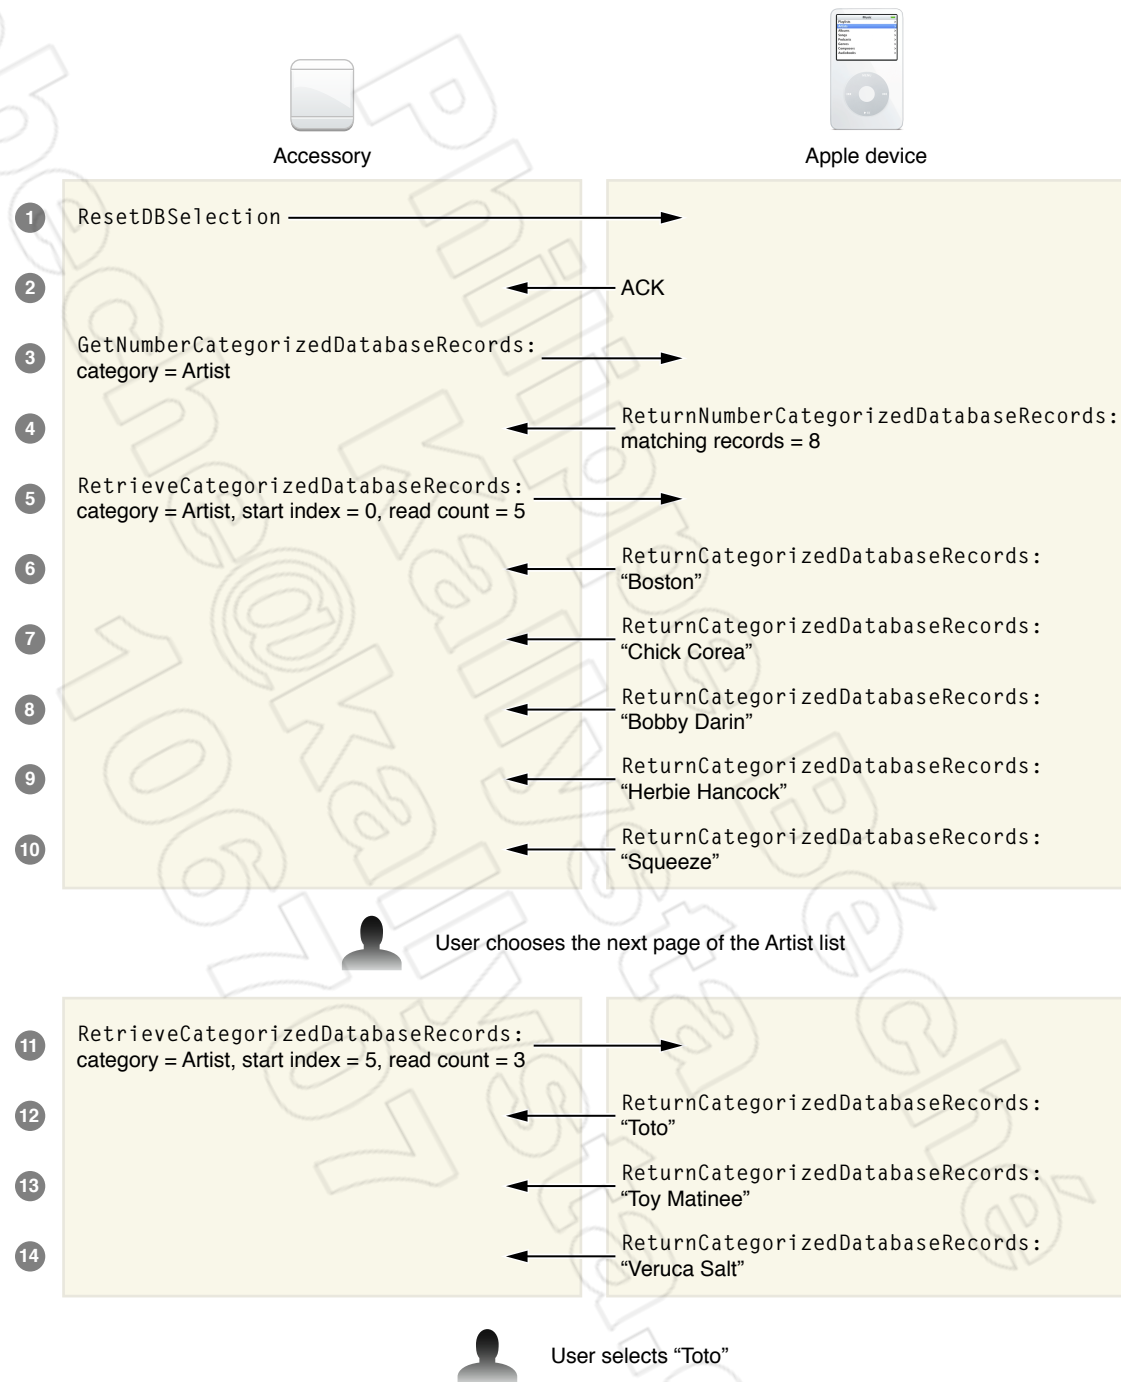 Accessory
Apple device
1
ResetDBSelection
2
ACK
3
GetNumberCategorizedDatabaseRecords:
category = Artist
4
ReturnNumberCategorizedDatabaseRecords:
matching records = 8
5
RetrieveCategorizedDatabaseRecords:
category = Artist, start index = 0, read count = 5
6
ReturnCategorizedDatabaseRecords:
“Boston”
7
ReturnCategorizedDatabaseRecords:
“Chick Corea”
8
ReturnCategorizedDatabaseRecords:
“Bobby Darin”
9
ReturnCategorizedDatabaseRecords:
“Herbie Hancock”
10
ReturnCategorizedDatabaseRecords:
“Squeeze”
User chooses the next page of the Artist list
11
RetrieveCategorizedDatabaseRecords:
category = Artist, start index = 5, read count = 3
12
ReturnCategorizedDatabaseRecords:
“Toto”
13
ReturnCategorizedDatabaseRecords:
“Toy Matinee”
14
ReturnCategorizedDatabaseRecords:
“Veruca Salt”
User selects “Toto”
Philippe Béché
Kallysta
106707